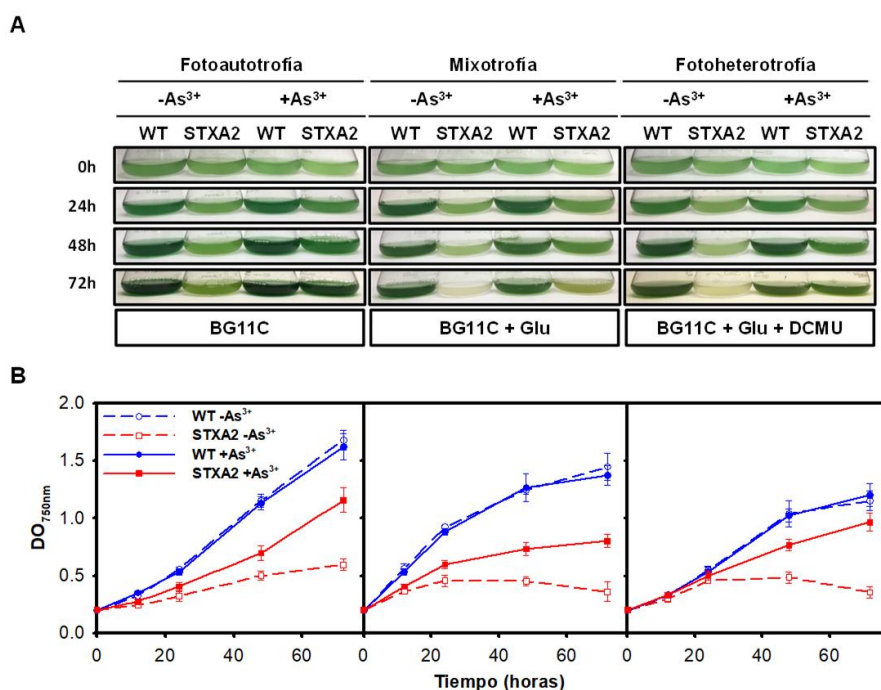 A
Fotoautotrofía Mixotrofía Fotoheterotrofía
-As³⁺ +As³⁺ -As³⁺ +As³⁺ -As³⁺ +As³⁺
WT STXA2 WT STXA2 WT STXA2 WT STXA2 WT STXA2 WT STXA2
0h
24h
48h
72h
BG11C BG11C + Glu BG11C + Glu + DCMU
B
2.0
1.5
1.0
0.5
0.0
DO750nm
WT -As³⁺
STXA2 -As³⁺
WT +As³⁺
STXA2 +As³⁺
0 20 40 60 0 20 40 60 0 20 40 60
Tiempo (horas)